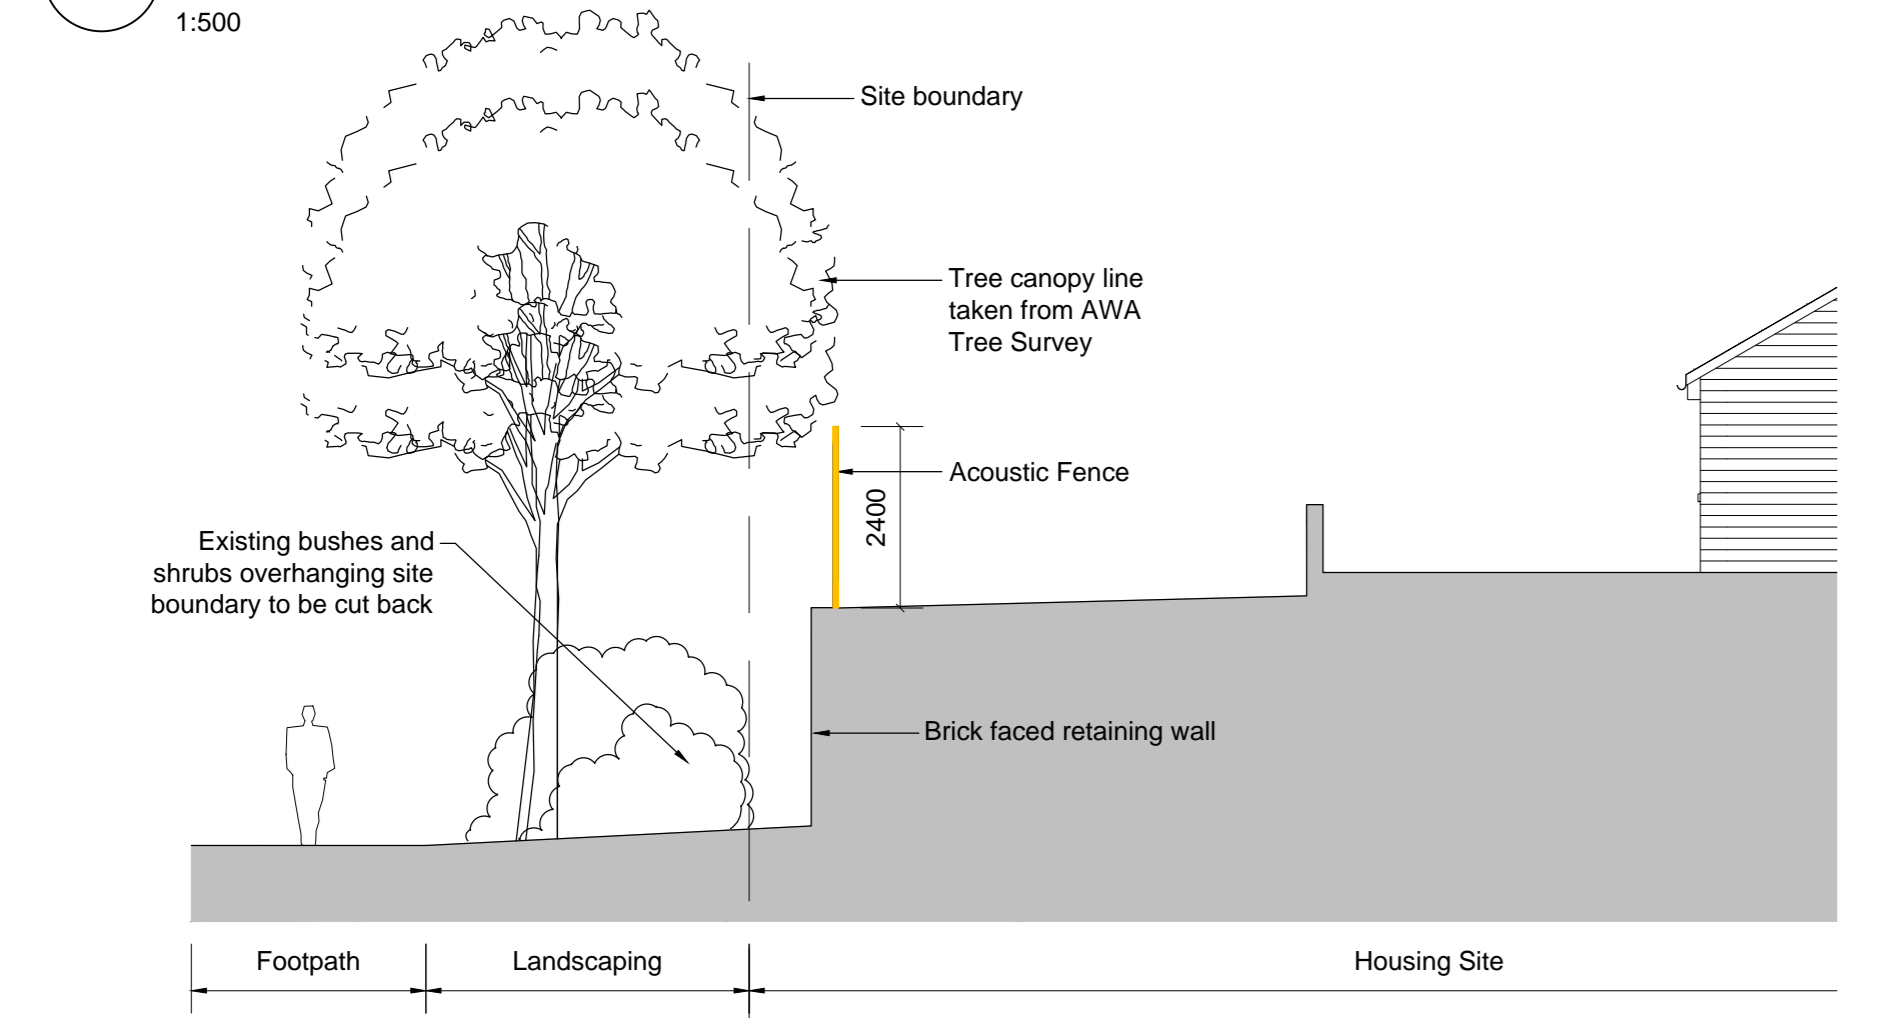 1:500
Site boundary
Tree canopy line
taken from AWA
Tree Survey
Acoustic Fence
2400
Existing bushes and
shrubs overhanging site
boundary to be cut back
Brick faced retaining wall
Footpath
Landscaping
Housing Site